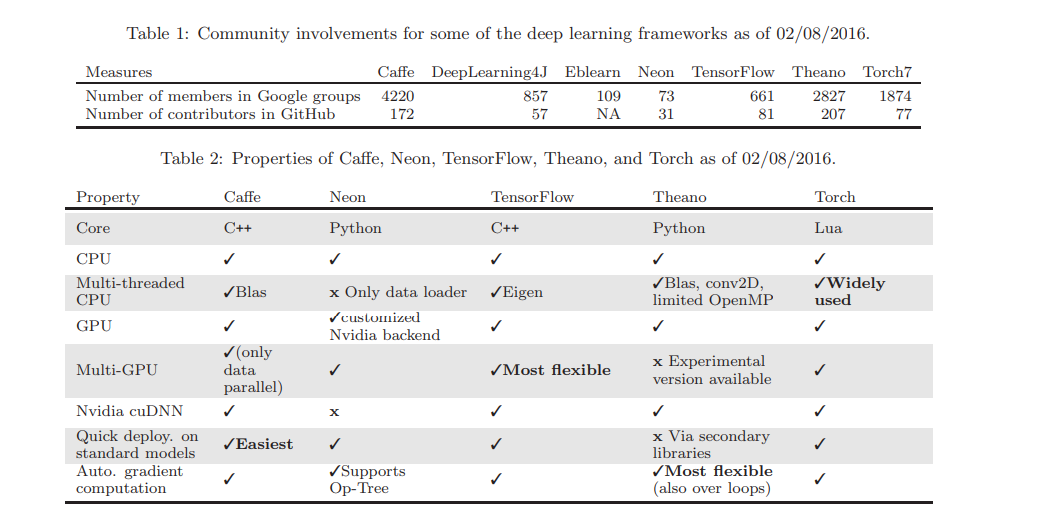 Table 1: Community involvements for some of the deep learning frameworks as of 02/08/2016.
Measures Caffe DeepLearning4J Eblearn Neon TensorFlow Theano Torch7
Number of members in Google groups 4220 857 109 73 661 2827 1874
Number of contributors in GitHub 172 57 NA 31 81 207 77
Table 2: Properties of Caffe, Neon, TensorFlow, Theano, and Torch as of 02/08/2016.
Property Caffe Neon TensorFlow Theano Torch
Core C++ Python C++ Python Lua
CPU ✓ ✓ ✓ ✓ ✓
Multi-threaded CPU ✓Blas x Only data loader ✓Eigen ✓Blas, conv2D, limited OpenMP ✓Widely used
GPU ✓ ✓customized Nvidia backend ✓ ✓ ✓
Multi-GPU ✓(only data parallel) ✓ ✓Most flexible x Experimental version available ✓
Nvidia cuDNN ✓ x ✓ ✓ ✓
Quick deploy. on standard models ✓Easiest ✓ ✓ x Via secondary libraries ✓
Auto. gradient computation ✓ ✓Supports Op-Tree ✓ ✓Most flexible (also over loops) ✓